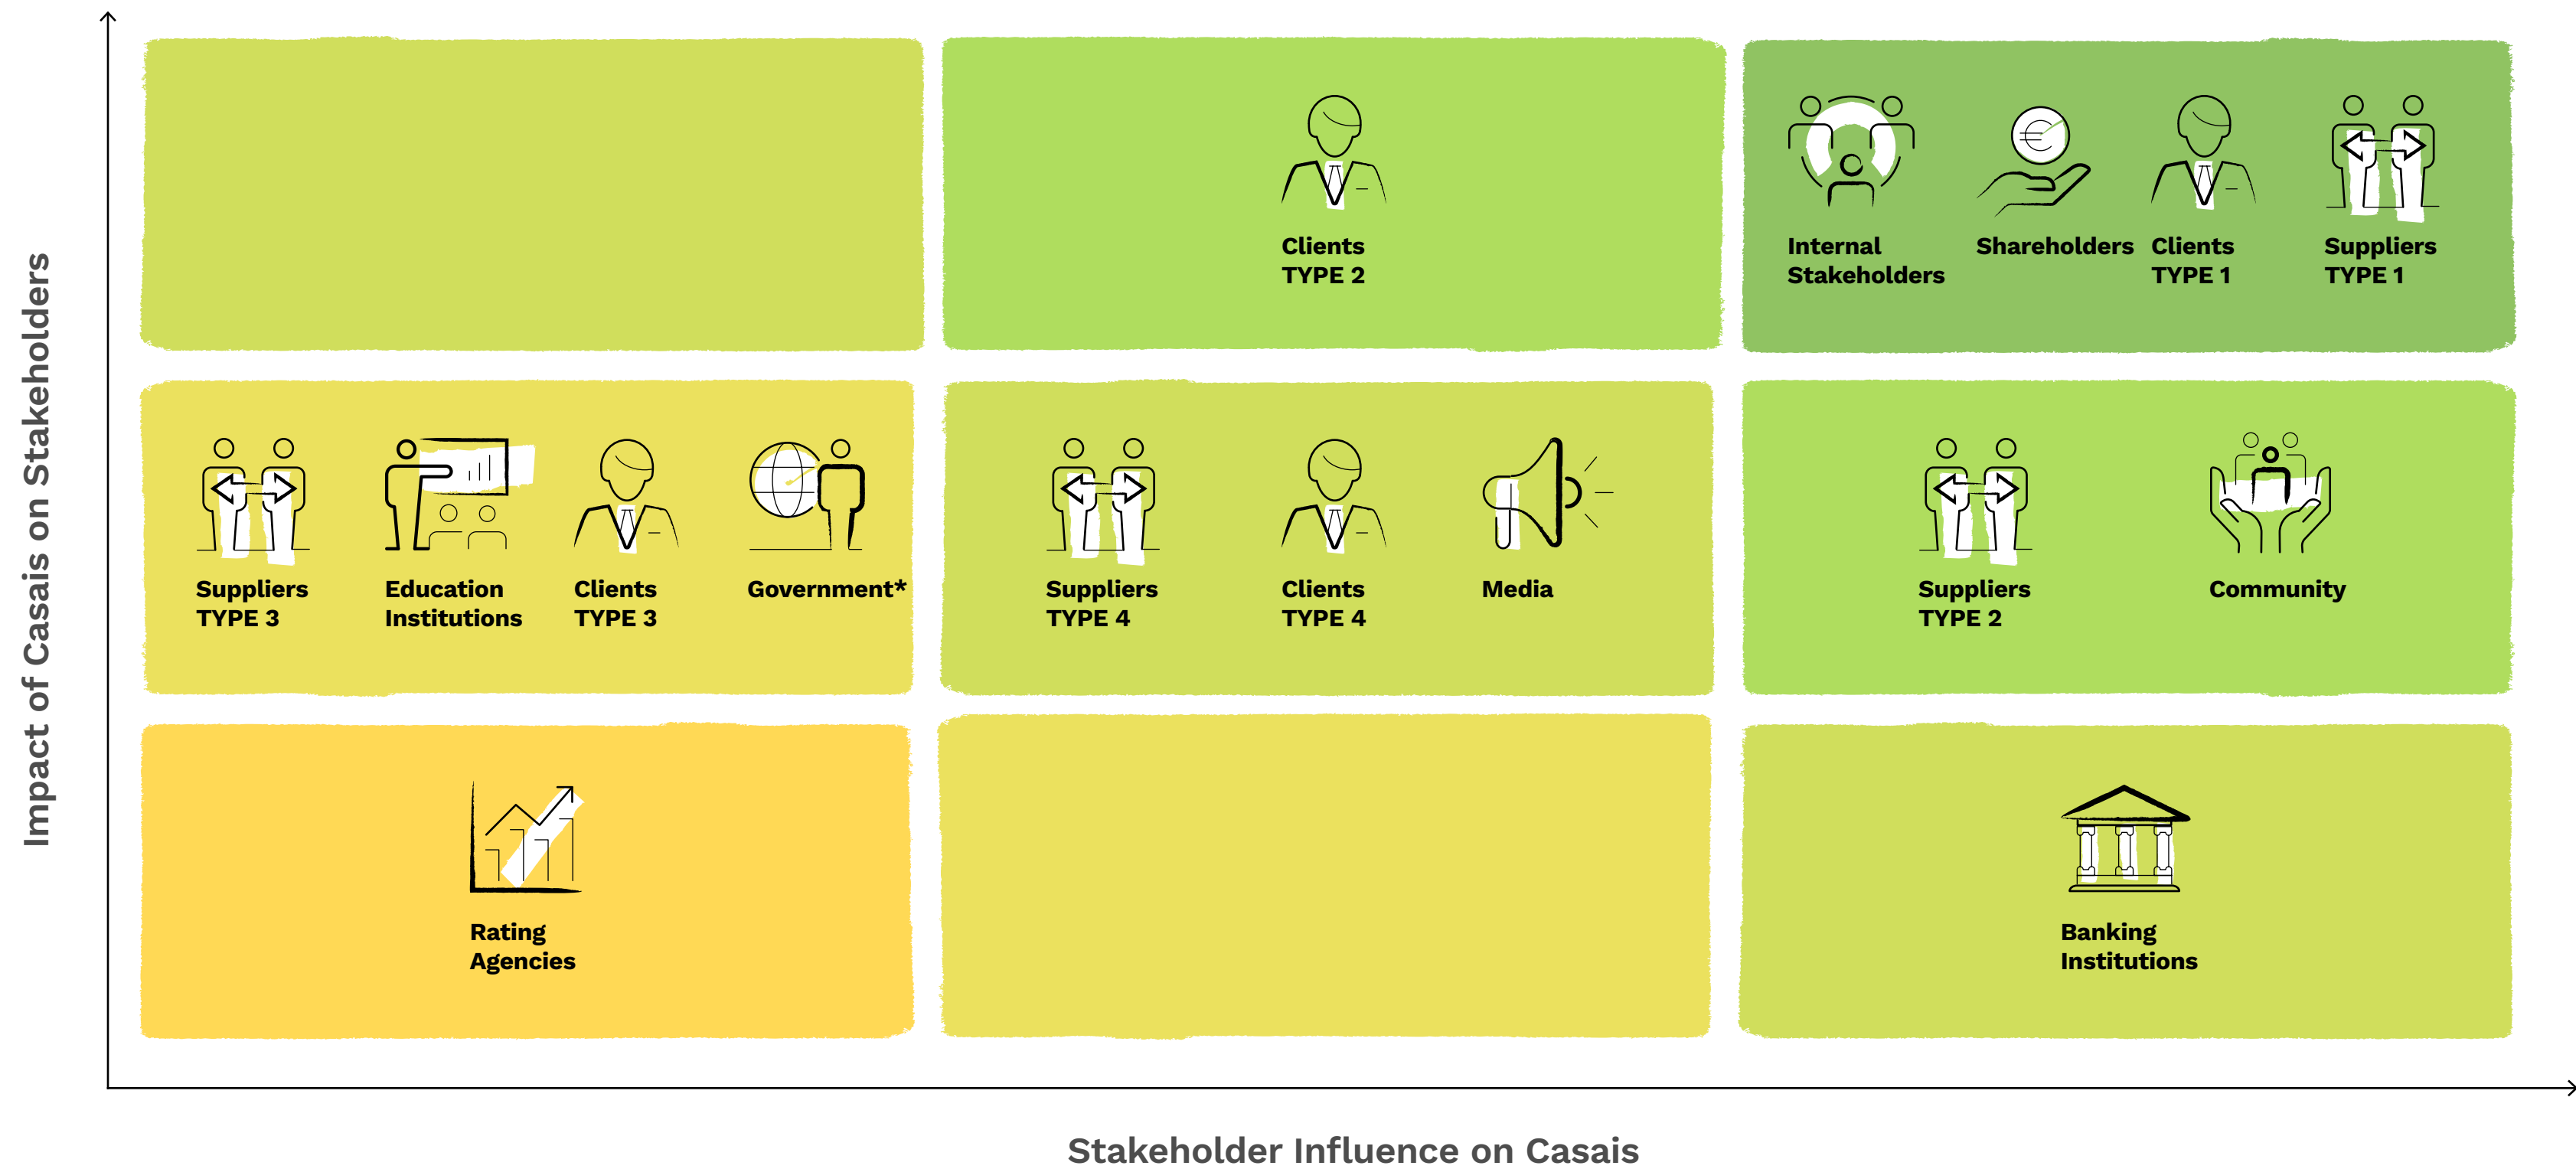 Impact of Casais on Stakeholders
Clients
TYPE 2
Internal
Stakeholders
Shareholders
Clients
TYPE 1
Suppliers
TYPE 1
Suppliers
TYPE 3
Education
Institutions
Clients
TYPE 3
Government*
Suppliers
TYPE 4
Clients
TYPE 4
Media
Suppliers
TYPE 2
Community
Rating
Agencies
Banking
Institutions
Stakeholder Influence on Casais